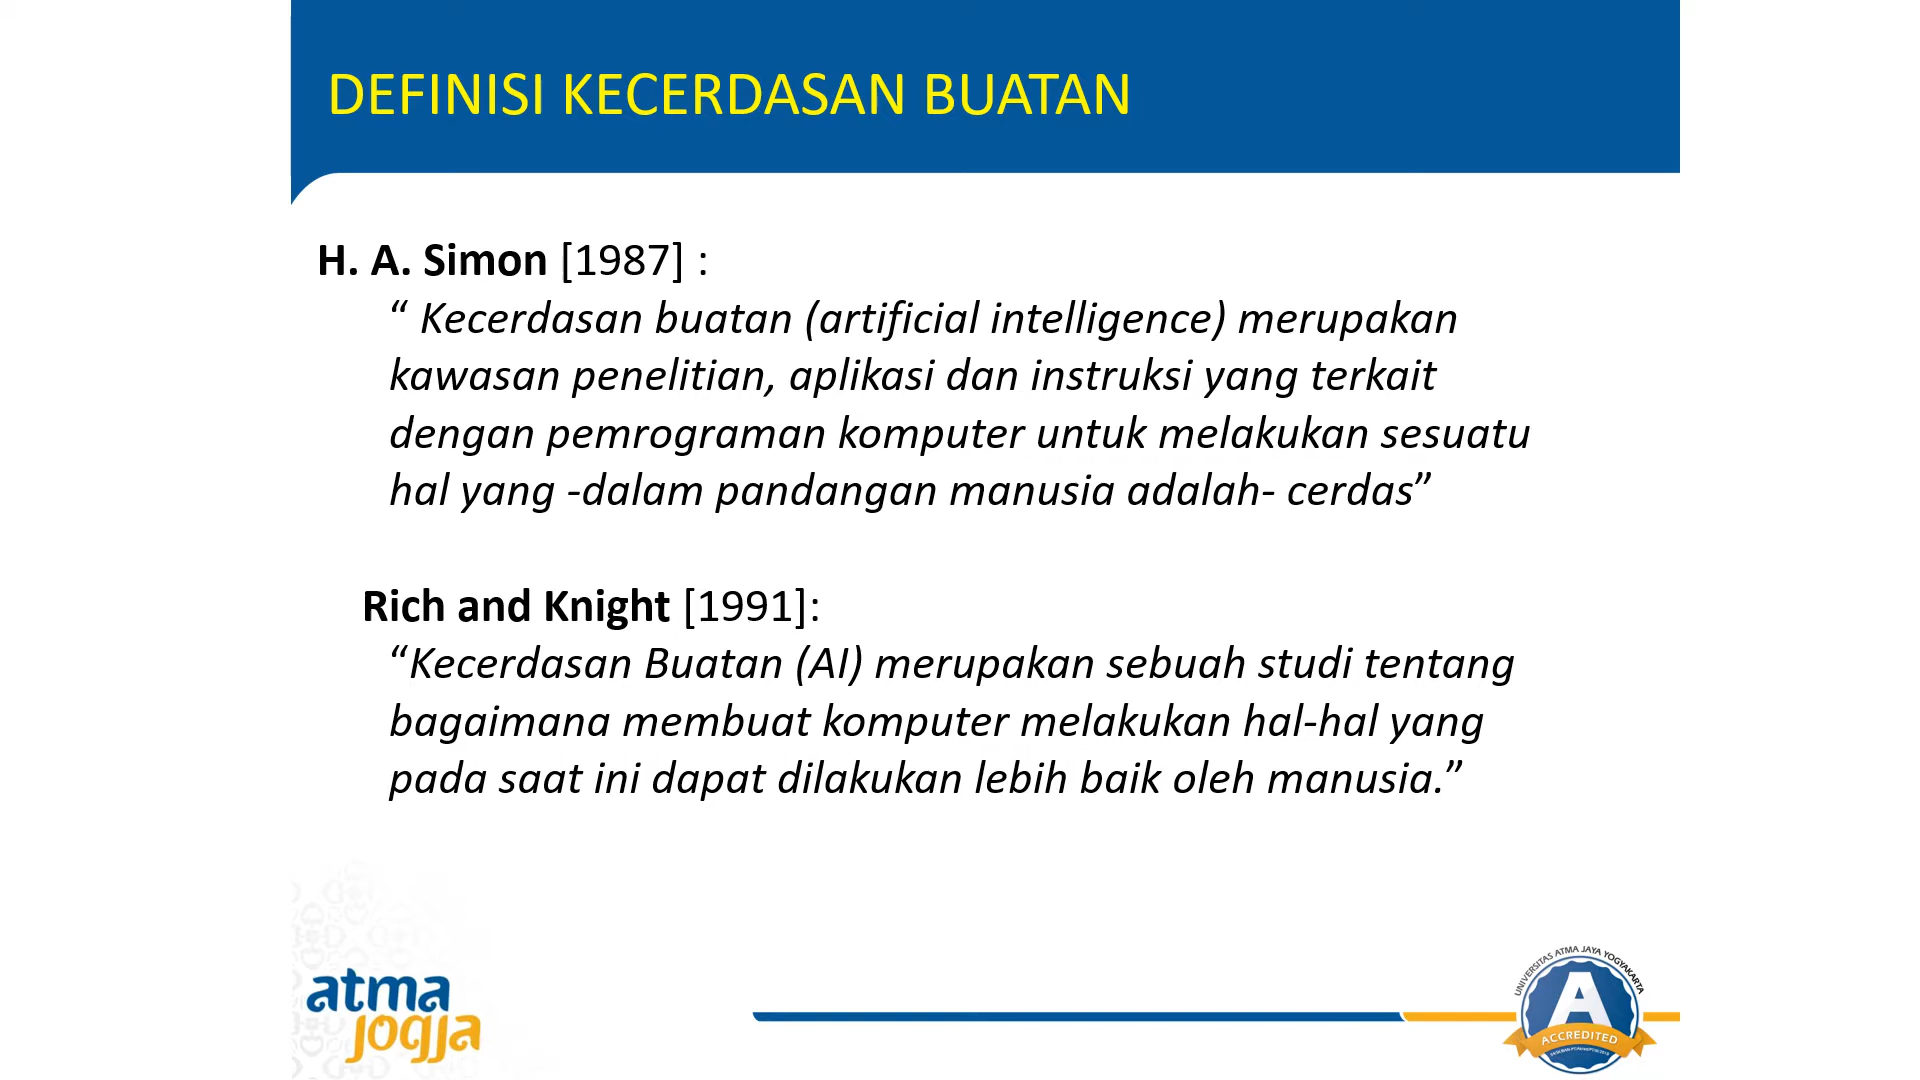 DEFINISI KECERDASAN BUATAN
H. A. Simon [1987] :
“ Kecerdasan buatan (artificial intelligence) merupakan
kawasan penelitian, aplikasi dan instruksi yang terkait
dengan pemrograman komputer untuk melakukan sesuatu
hal yang -dalam pandangan manusia adalah- cerdas”
Rich and Knight [1991]:
“Kecerdasan Buatan (AI) merupakan sebuah studi tentang
bagaimana membuat komputer melakukan hal-hal yang
pada saat ini dapat dilakukan lebih baik oleh manusia.”
atma
jogja
UNIVERSITAS ATMA JAYA YOGYAKARTA
A
ACCREDITED